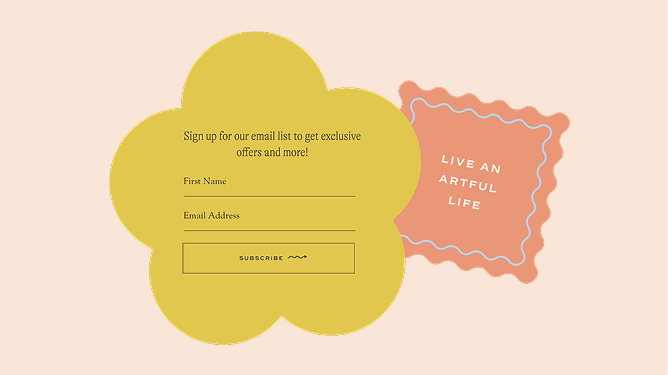 Sign up for our email list to get exclusive
offers and more!
First Name
Email Address
SUBSCRIBE
LIVE AN
ARTFUL
LIFE